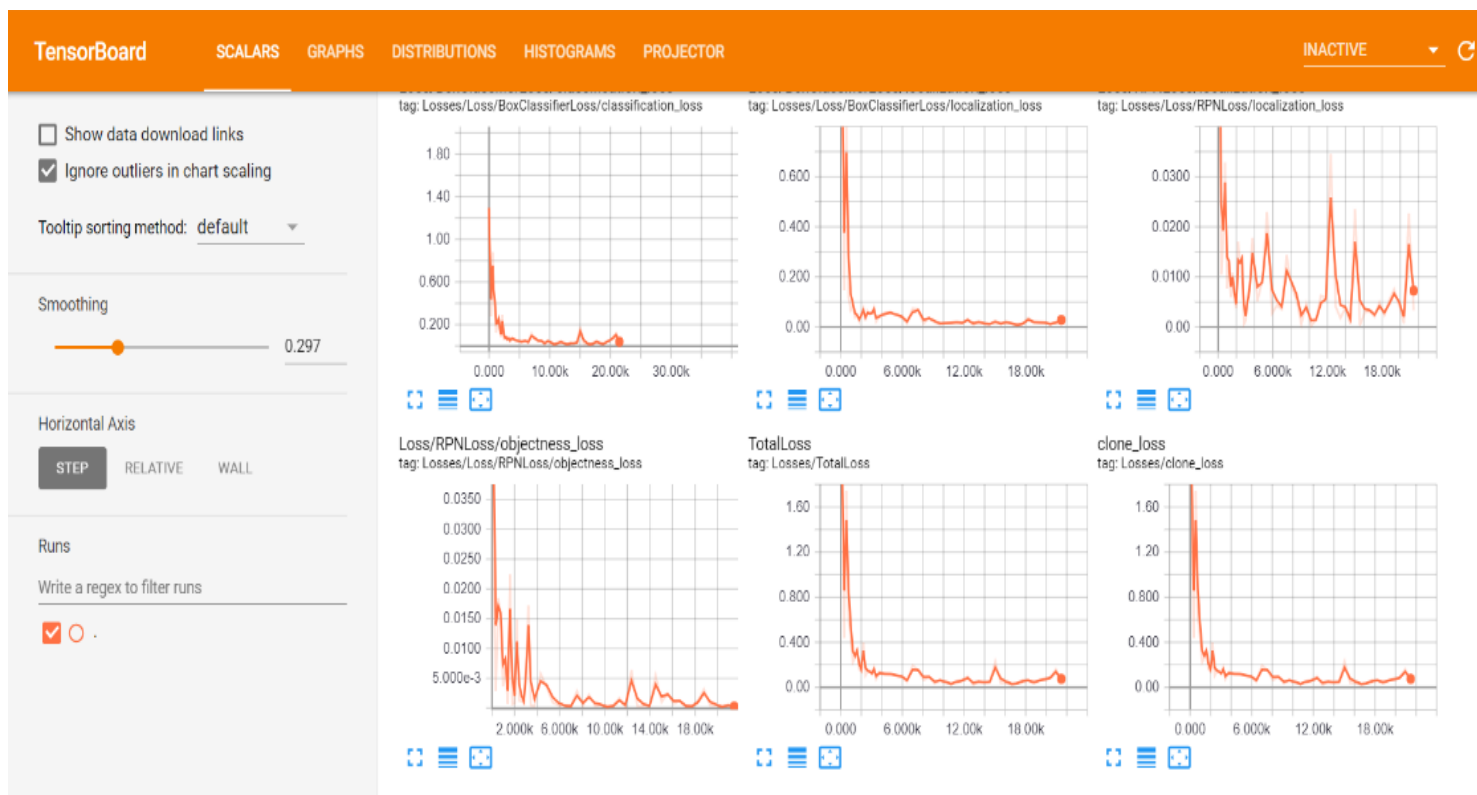 TensorBoard SCALARS GRAPHS DISTRIBUTIONS HISTOGRAMS PROJECTOR INACTIVE
Show data download links
Ignore outliers in chart scaling
Tooltip sorting method: default
Smoothing
0.297
Horizontal Axis
STEP RELATIVE WALL
Runs
Write a regex to filter runs
.
tag: Losses/Loss/BoxClassifierLoss/classification_loss
1.80
1.40
1.00
0.600
0.200
0.000 10.00k 20.00k 30.00k
tag: Losses/Loss/BoxClassifierLoss/localization_loss
0.600
0.400
0.200
0.00
0.000 6.000k 12.00k 18.00k
tag: Losses/Loss/RPNLoss/localization_loss
0.0300
0.0200
0.0100
0.00
0.000 6.000k 12.00k 18.00k
Loss/RPNLoss/objectness_loss
tag: Losses/Loss/RPNLoss/objectness_loss
0.0350
0.0300
0.0250
0.0200
0.0150
0.0100
5.000e-3
2.000k 6.000k 10.00k 14.00k 18.00k
TotalLoss
tag: Losses/TotalLoss
1.60
1.20
0.800
0.400
0.00
0.000 6.000k 12.00k 18.00k
clone_loss
tag: Losses/clone_loss
1.60
1.20
0.800
0.400
0.00
0.000 6.000k 12.00k 18.00k